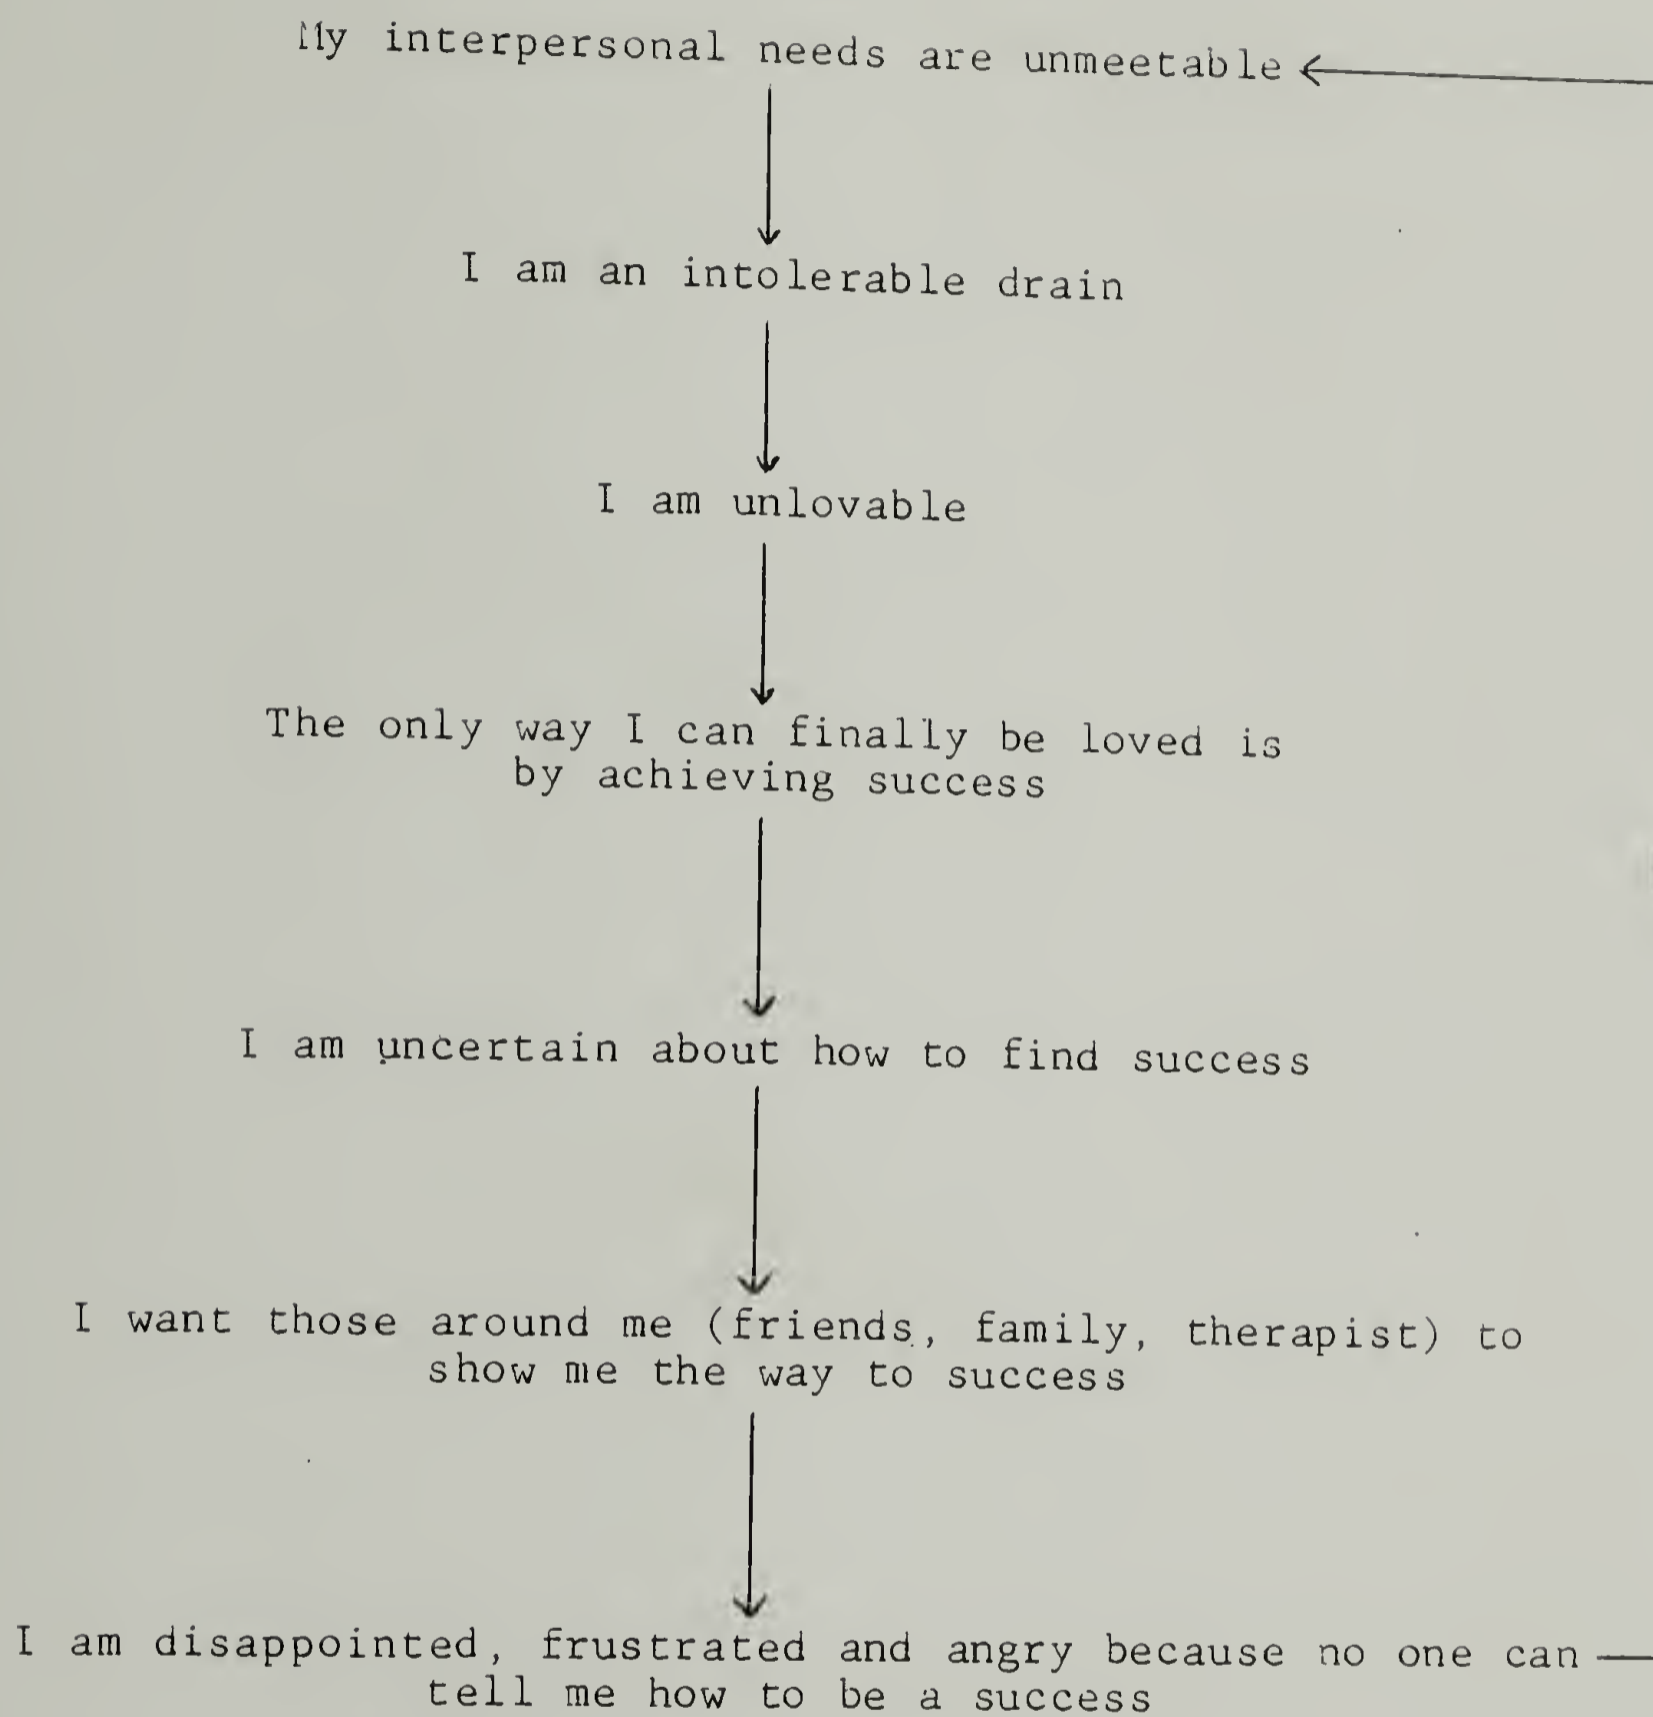 My interpersonal needs are unmeetable
I am an intolerable drain
I am unlovable
The only way I can finally be loved is
by achieving success
I am uncertain about how to find success
I want those around me (friends, family, therapist) to
show me the way to success
I am disappointed, frustrated and angry because no one can
tell me how to be a success